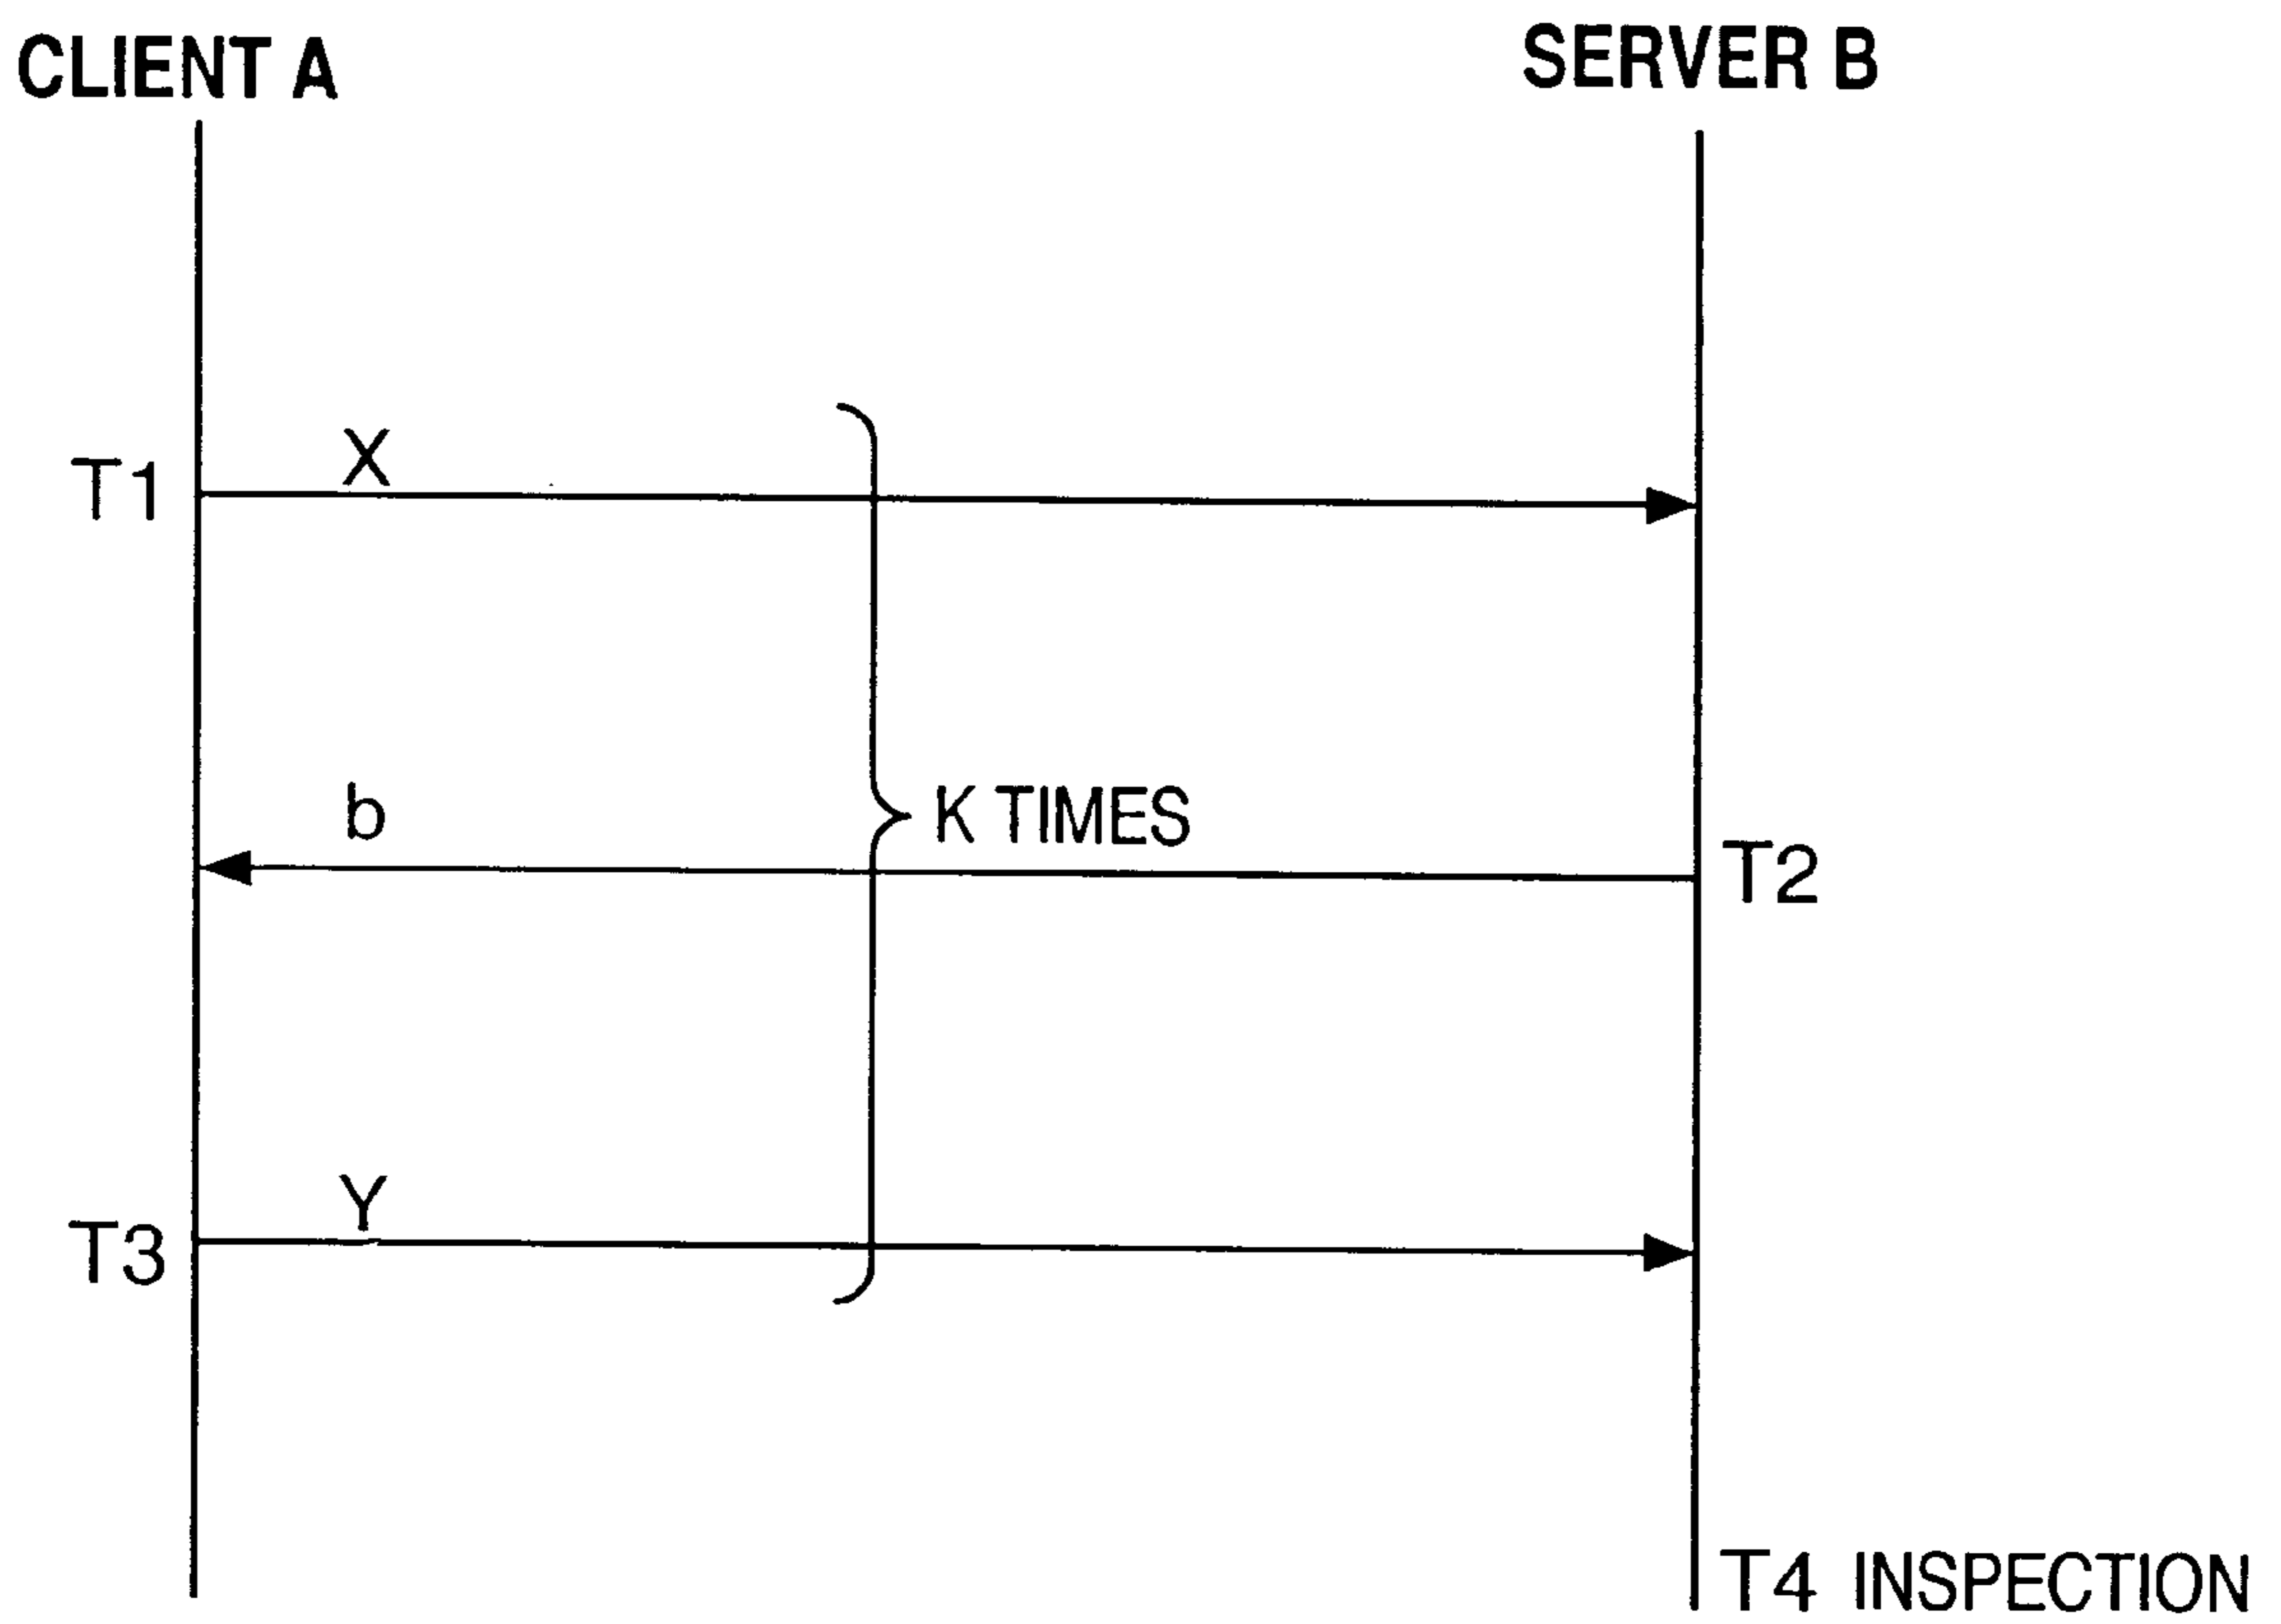 CLIENT A
SERVER B
X
T1
b
K TIMES
T2
Y
T3
T4 INSPECTION